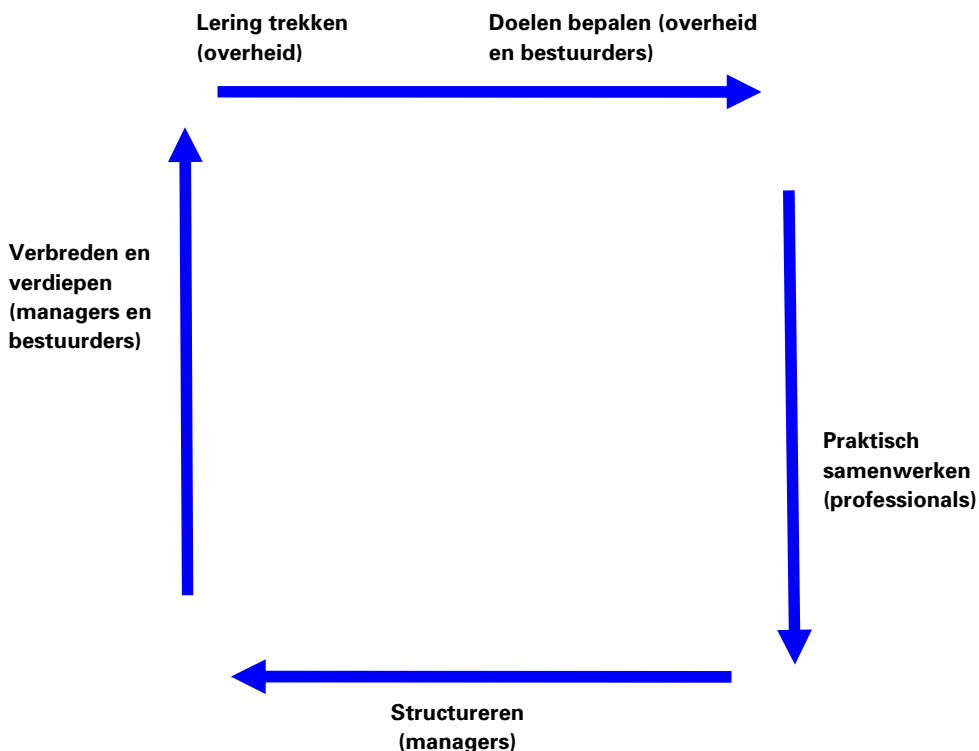 Lering trekken
(overheid)
Doelen bepalen (overheid
en bestuurders)
Verbreden en
verdiepen
(managers en
bestuurders)
Praktisch
samenwerken
(professionals)
Structureren
(managers)